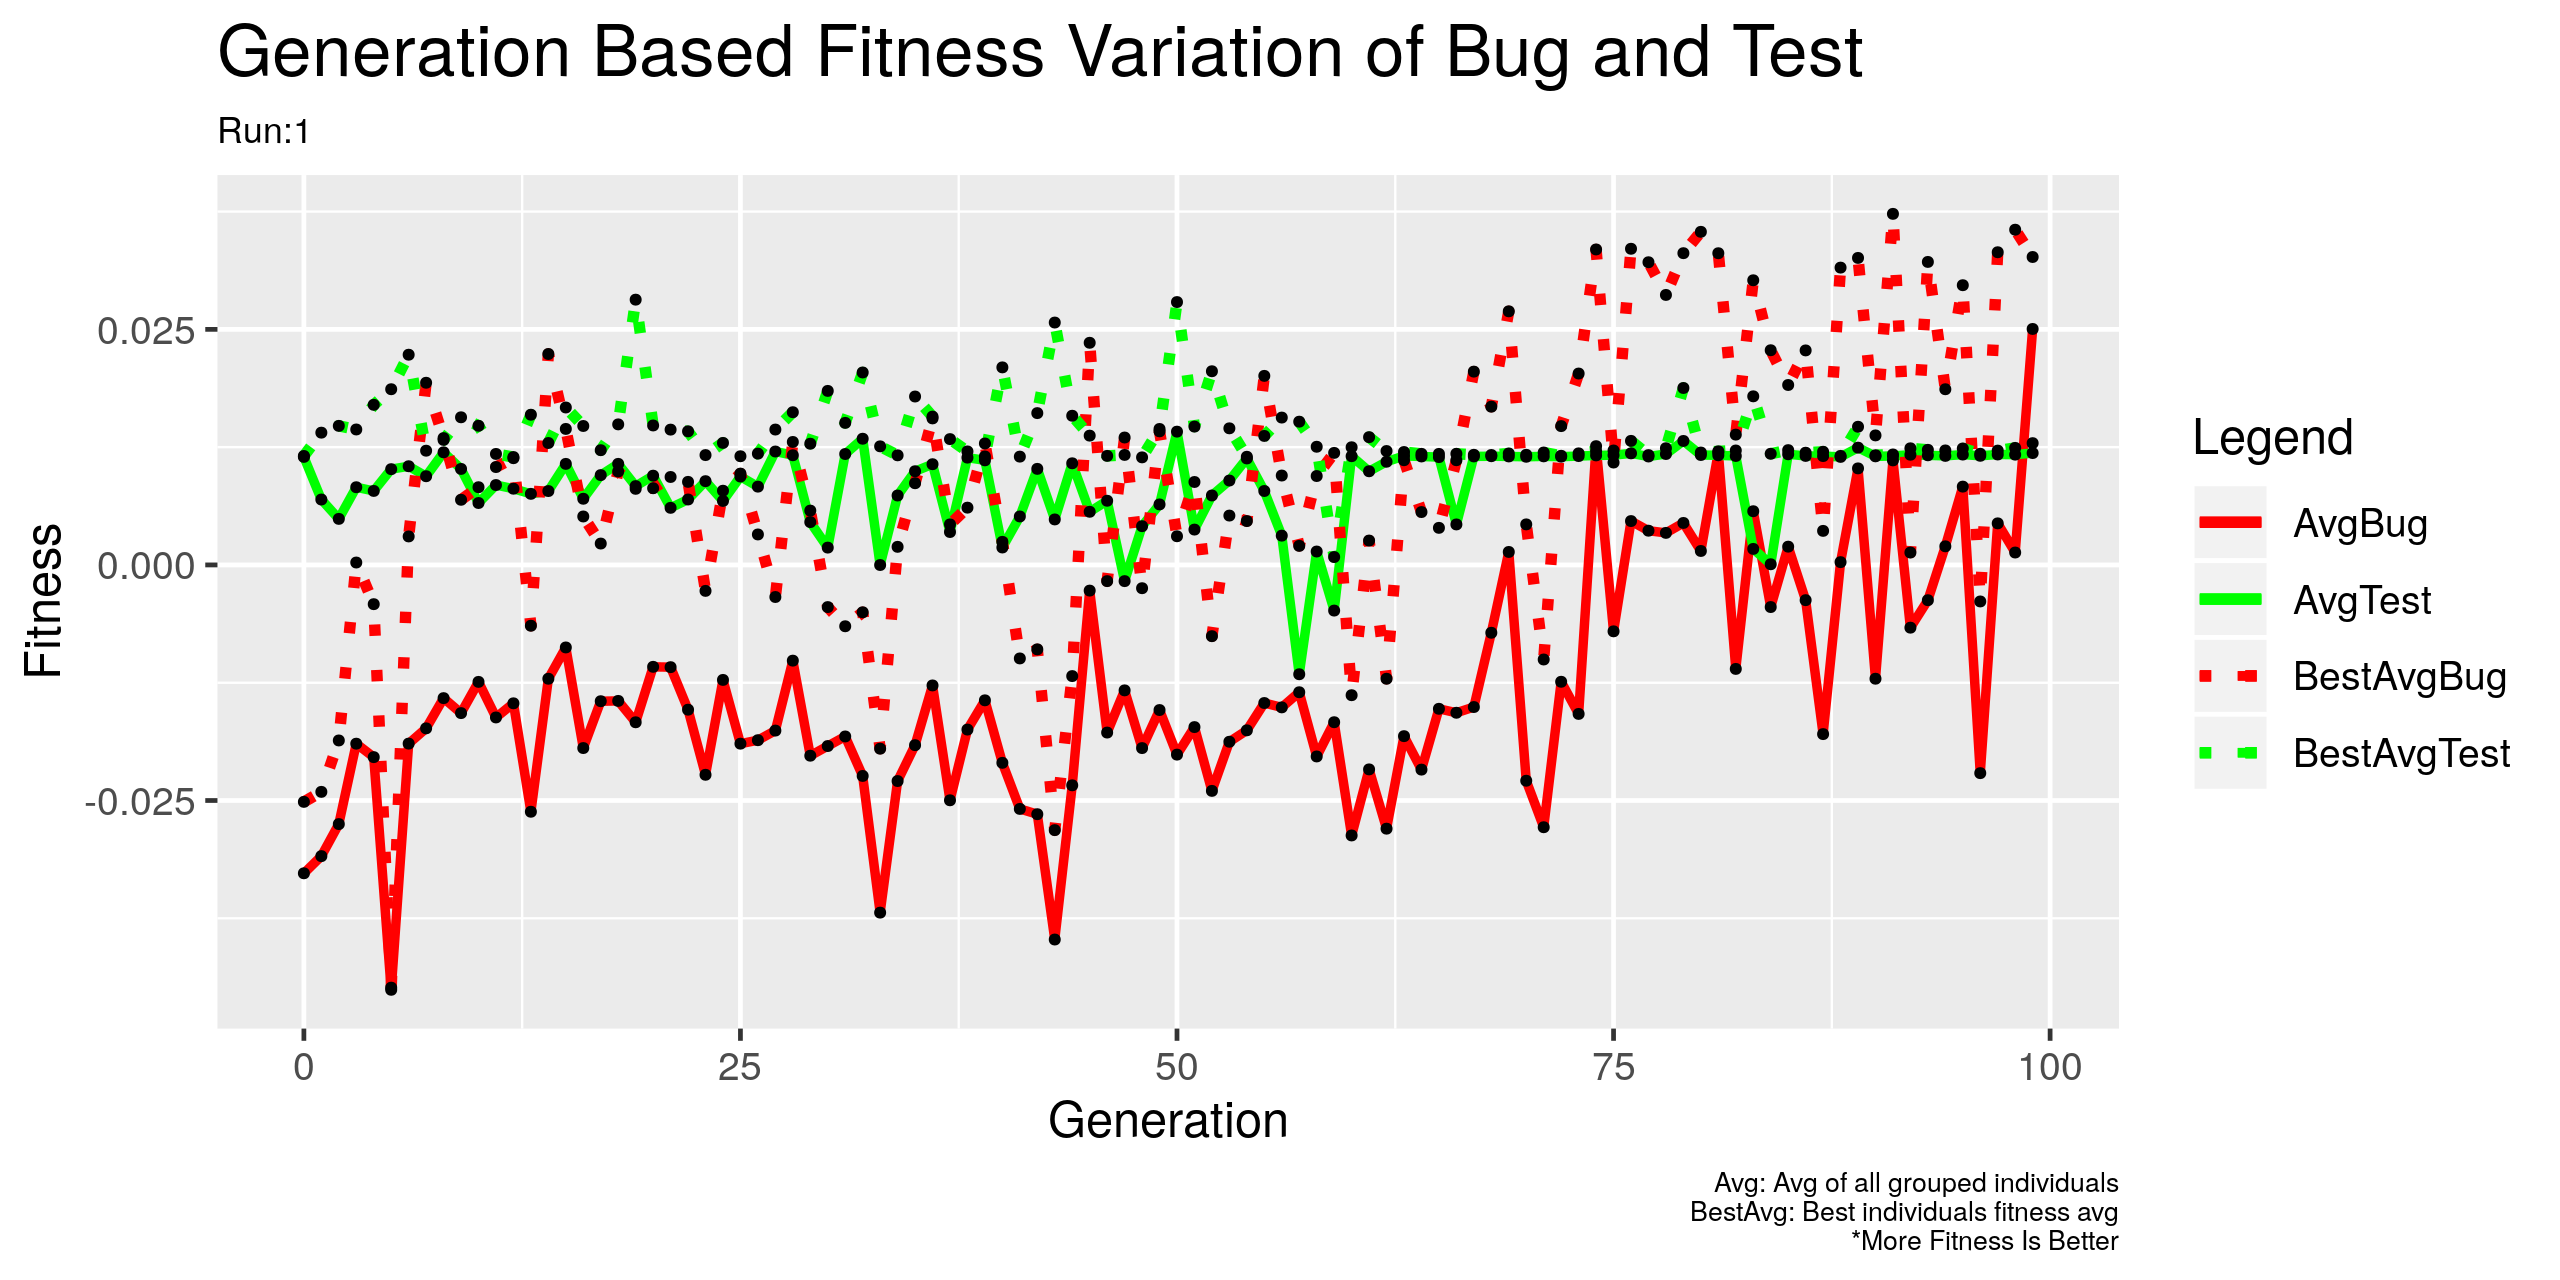 Generation Based Fitness Variation of Bug and Test
Run:1
Fitness
0.025
0.000
-0.025
0
25
50
75
100
Generation
Legend
AvgBug
AvgTest
BestAvgBug
BestAvgTest
Avg: Avg of all grouped individuals
BestAvg: Best individuals fitness avg
*More Fitness Is Better